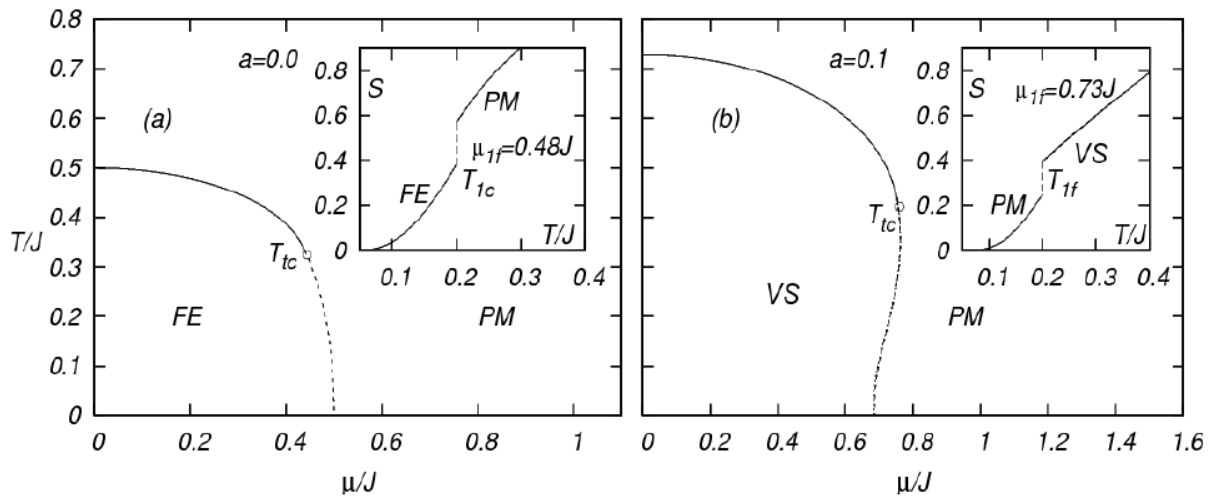 0.8
0.7
0.6
0.5
0.4
0.3
0.2
0.1
0
T/J
a=0.0
(a)
FE
PM
T_tc
0 0.2 0.4 0.6 0.8 1
μ/J
0.8
0.6
0.4
0.2
0
S
PM
μ_1f=0.48J
FE
T_1c
T/J
0.1 0.2 0.3 0.4
a=0.1
(b)
T_tc
VS
PM
0 0.2 0.4 0.6 0.8 1 1.2 1.4 1.6
μ/J
0.8
0.6
0.4
0.2
0
S
μ_1f=0.73J
VS
T_1f
PM
T/J
0.1 0.2 0.3 0.4